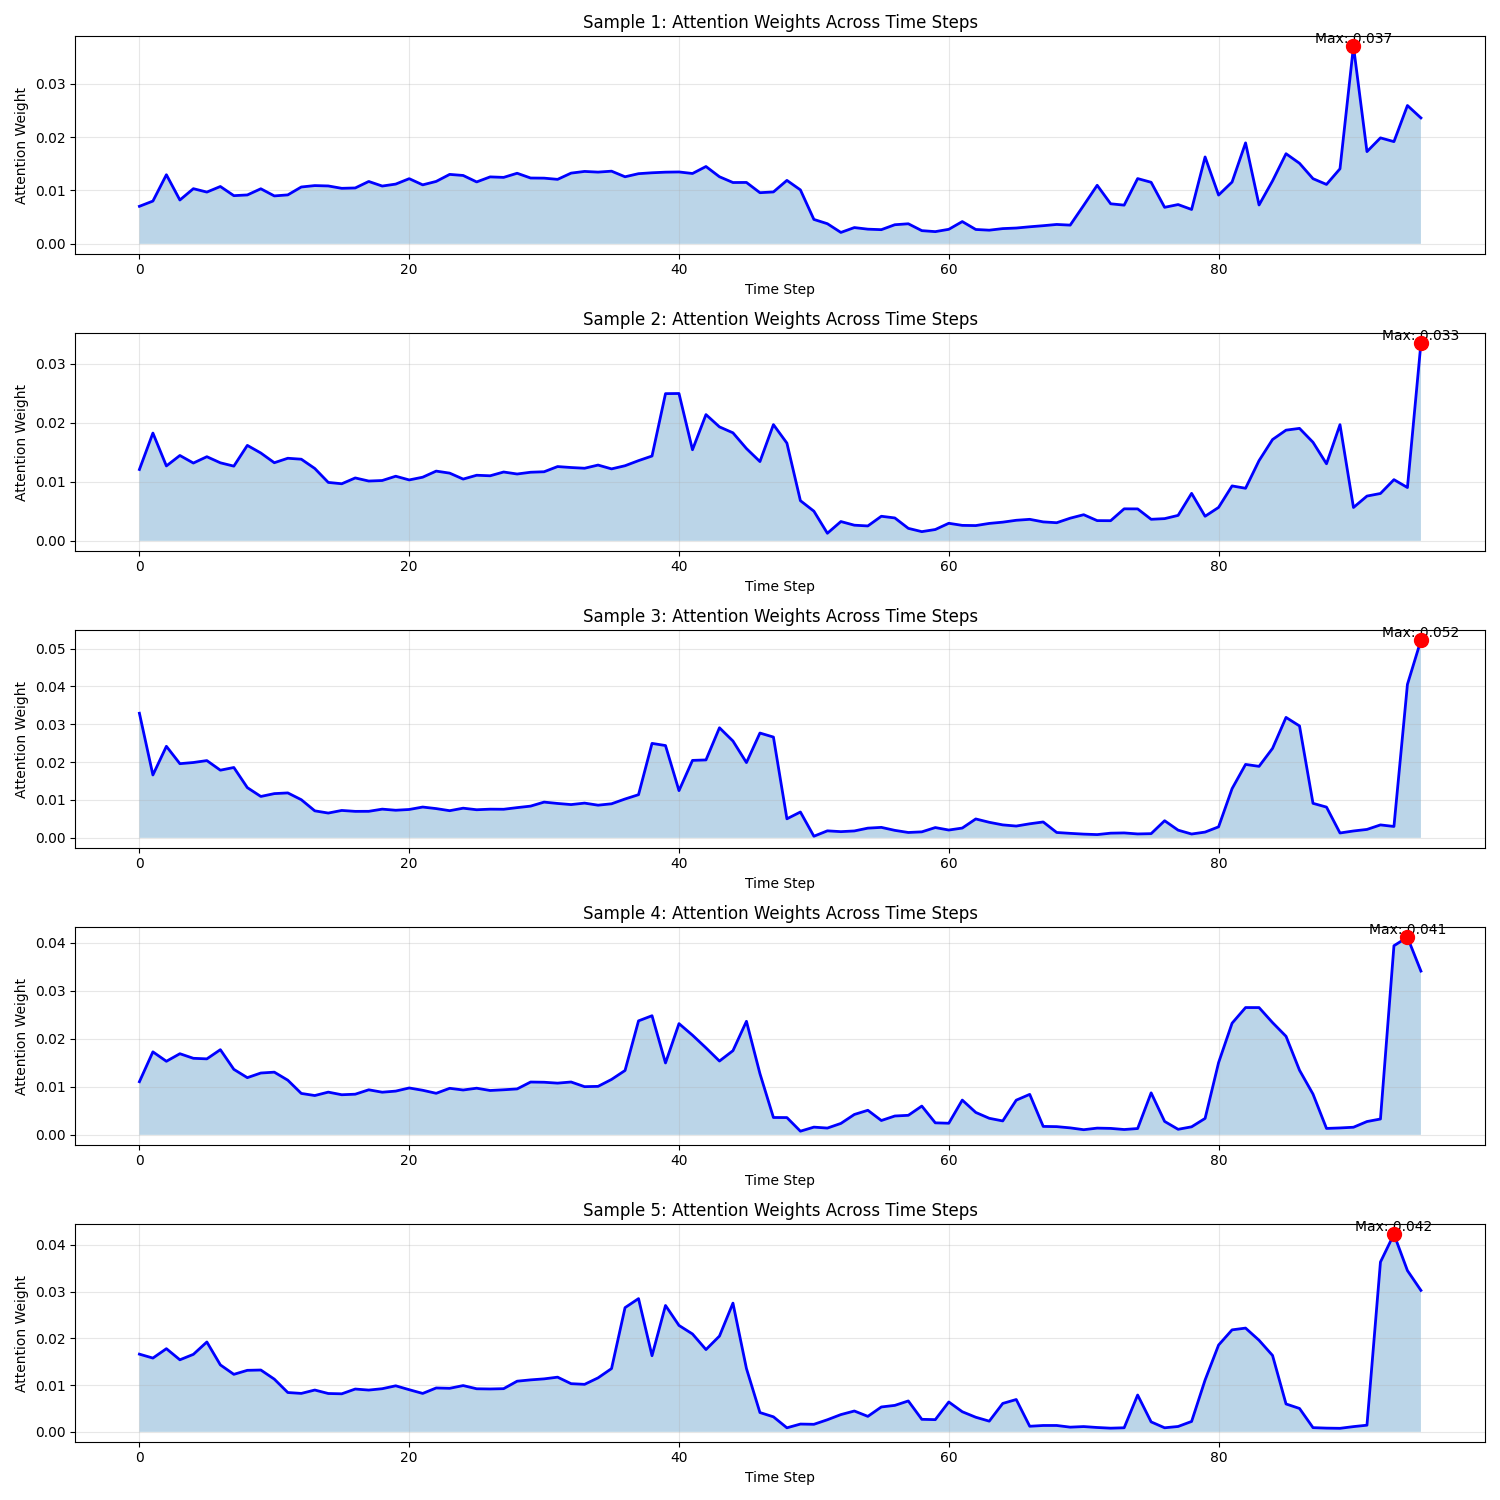 Sample 1: Attention Weights Across Time Steps
Max: 0.037
0.03
0.02
0.01
0.00
Attention Weight
0 20 40 60 80
Time Step
Sample 2: Attention Weights Across Time Steps
Max: 0.033
0.03
0.02
0.01
0.00
Attention Weight
0 20 40 60 80
Time Step
Sample 3: Attention Weights Across Time Steps
Max: 0.052
0.05
0.04
0.03
0.02
0.01
0.00
Attention Weight
0 20 40 60 80
Time Step
Sample 4: Attention Weights Across Time Steps
Max: 0.041
0.04
0.03
0.02
0.01
0.00
Attention Weight
0 20 40 60 80
Time Step
Sample 5: Attention Weights Across Time Steps
Max: 0.042
0.04
0.03
0.02
0.01
0.00
Attention Weight
0 20 40 60 80
Time Step